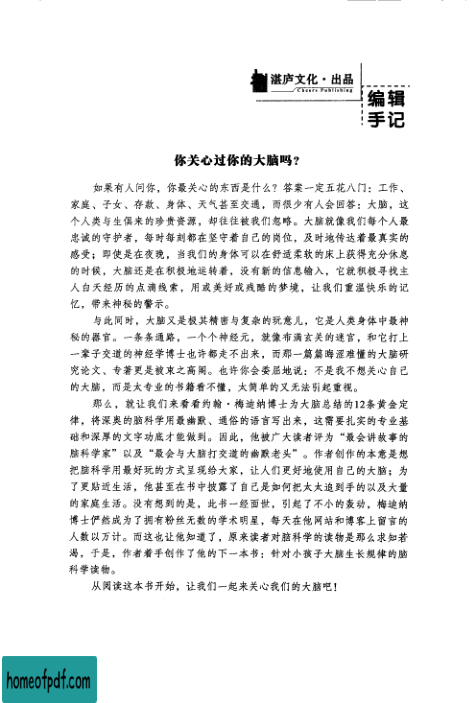 湛庐文化·出品
Cheers Publishing
编辑
手记
你关心过你的大脑吗?
如果有人问你,你最关心的东西是什么?答案一定五花八门:工作、
家庭、子女、存款、身体、天气甚至交通,而很少有人会回答:大脑,这
个人类与生俱来的珍贵资源,却往往被我们忽略。大脑就像我们每个人最
忠诚的守护者,每时每刻都在坚守着自己的岗位,及时地传达着最真实的
感受;即使是在夜晚,当我们的身体可以在舒适柔软的床上获得充分休息
的时候,大脑还是在积极地运转着,没有新的信息输入,它就积极寻找主
人白天经历的点滴线索,用或美好或残酷的梦境,让我们重温快乐的记
忆,带来神秘的警示。
与此同时,大脑又是极其精密与复杂的玩意儿,它是人类身体中最神
秘的器官。一条条通路,一个个神经元,就像布满玄关的迷宫,和它打上
一辈子交道的神经学博士也许都走不出来,而那一篇篇晦涩难懂的大脑研
究论文、专著更是被束之高阁。也许你会委屈地说:不是我不想关心自己
的大脑,而是太专业的书籍看不懂,太简单的又无法引起重视。
那么,就让我们来看看约翰·梅迪纳博士为大脑总结的12条黄金定
律,将深奥的脑科学用最幽默、通俗的语言写出来,这需要扎实的专业基
础和深厚的文字功底才能做到。因此,他被广大读者评为“最会讲故事的
脑科学家”以及“最会与大脑打交道的幽默老头”。作者创作的本意是想
把脑科学用最好玩的方式呈现给大家,让人们更好地使用自己的大脑;为
了更贴近生活,他甚至在书中披露了自己是如何把太太追到手的以及大量
的家庭生活。没有想到的是,此书一经面世,引起了不小的轰动,梅迪纳
博士俨然成为了拥有粉丝无数的学术明星,每天在他网站和博客上留言的
人数以万计。而这也让他知道了,原来读者对脑科学的读物是那么求知若
渴,于是,作者着手创作了他的下一本书:针对小孩子大脑生长规律的脑
科学读物。
从阅读这本书开始,让我们一起来关心我们的大脑吧!
homeofpdf.com